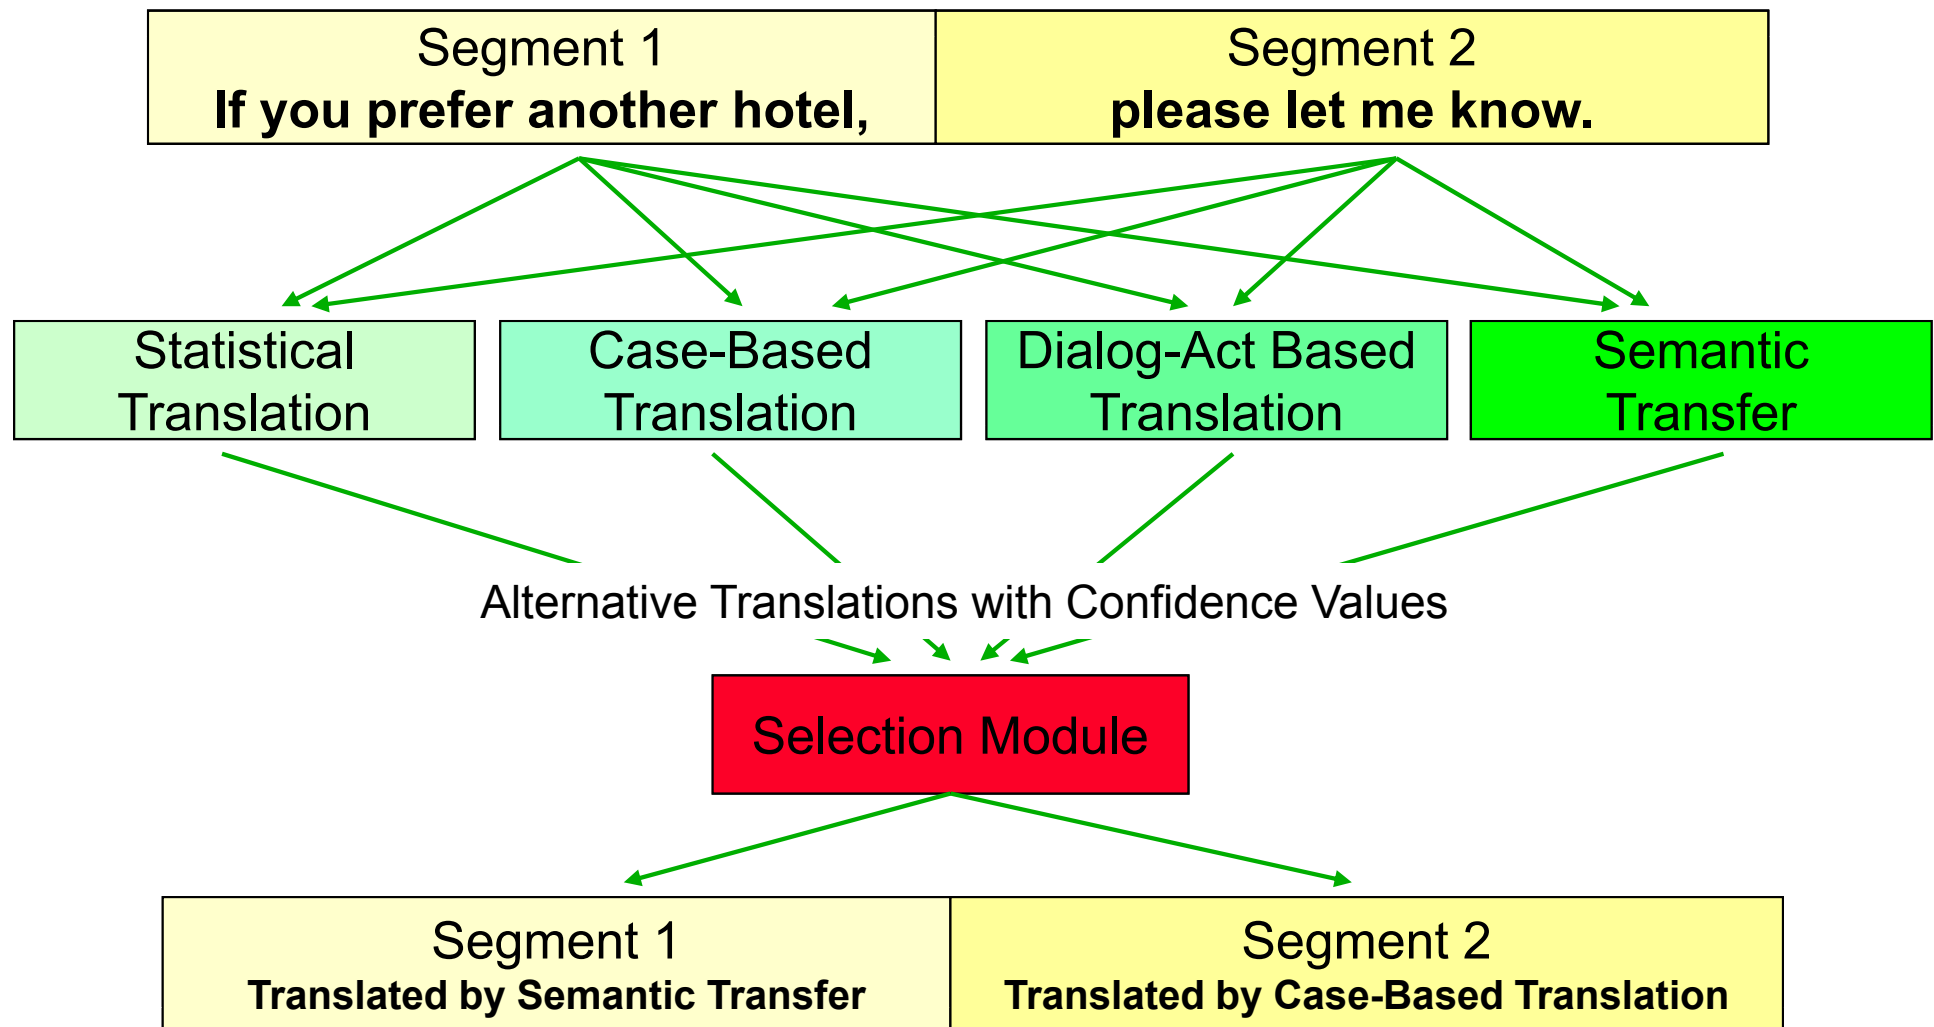 Segment 1
If you prefer another hotel,
Segment 2
please let me know.
Statistical
Translation
Case-Based
Translation
Dialog-Act Based
Translation
Semantic
Transfer
Alternative Translations with Confidence Values
Selection Module
Segment 1
Translated by Semantic Transfer
Segment 2
Translated by Case-Based Translation